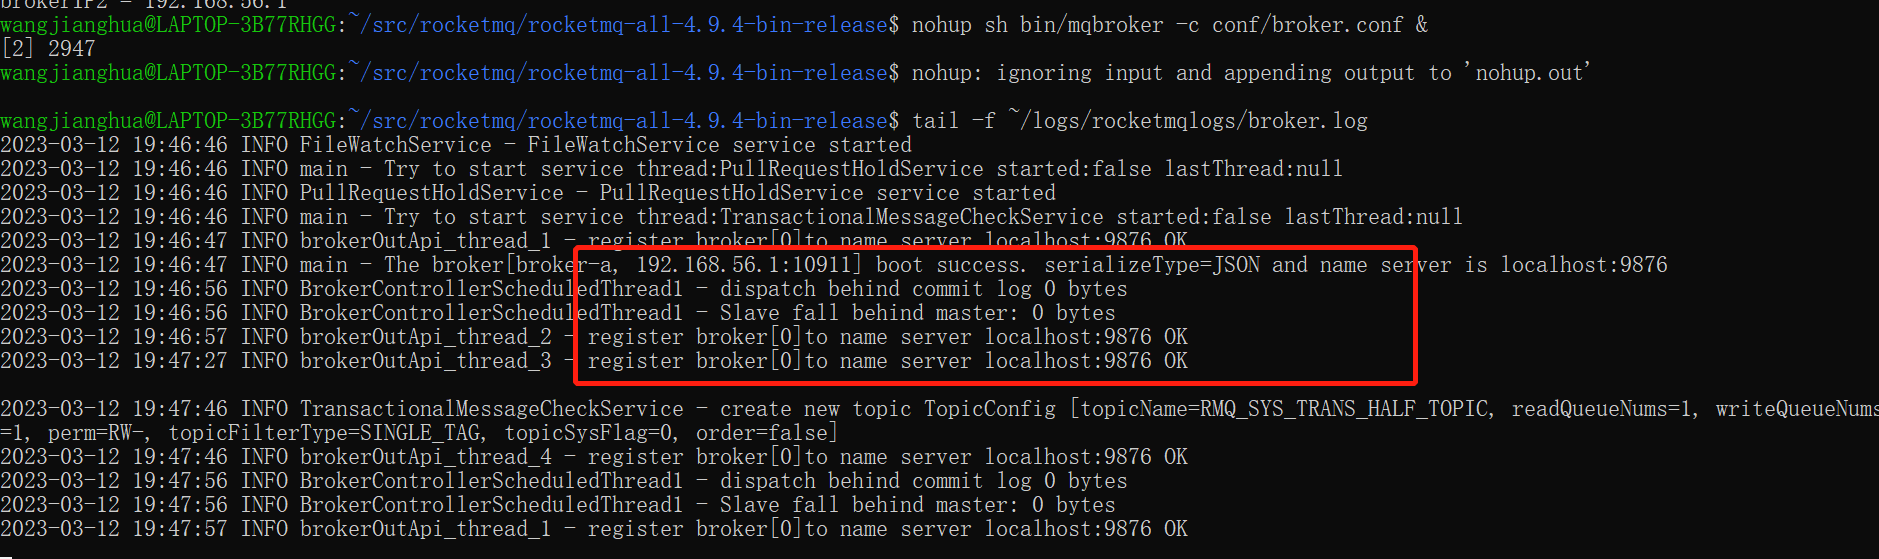 brokerIP2 = 192.168.56.1
wangjianghua@LAPTOP-3B77RHGG:~/src/rocketmq/rocketmq-all-4.9.4-bin-release$ nohup sh bin/mqbroker -c conf/broker.conf &
[2] 2947
wangjianghua@LAPTOP-3B77RHGG:~/src/rocketmq/rocketmq-all-4.9.4-bin-release$ nohup: ignoring input and appending output to 'nohup.out'
wangjianghua@LAPTOP-3B77RHGG:~/src/rocketmq/rocketmq-all-4.9.4-bin-release$ tail -f ~/logs/rocketmqlogs/broker.log
2023-03-12 19:46:46 INFO FileWatchService - FileWatchService service started
2023-03-12 19:46:46 INFO main - Try to start service thread:PullRequestHoldService started:false lastThread:null
2023-03-12 19:46:46 INFO PullRequestHoldService - PullRequestHoldService service started
2023-03-12 19:46:46 INFO main - Try to start service thread:TransactionalMessageCheckService started:false lastThread:null
2023-03-12 19:46:47 INFO brokerOutApi_thread_1 - register broker[0]to name server localhost:9876 OK
2023-03-12 19:46:47 INFO main - The broker[broker-a, 192.168.56.1:10911] boot success. serializeType=JSON and name server is localhost:9876
2023-03-12 19:46:56 INFO BrokerControllerScheduledThread1 - dispatch behind commit log 0 bytes
2023-03-12 19:46:56 INFO BrokerControllerScheduledThread1 - Slave fall behind master: 0 bytes
2023-03-12 19:46:57 INFO brokerOutApi_thread_2 - register broker[0]to name server localhost:9876 OK
2023-03-12 19:47:27 INFO brokerOutApi_thread_3 - register broker[0]to name server localhost:9876 OK
2023-03-12 19:47:46 INFO TransactionalMessageCheckService - create new topic TopicConfig [topicName=RMQ_SYS_TRANS_HALF_TOPIC, readQueueNums=1, writeQueueNums
=1, perm=RW-, topicFilterType=SINGLE_TAG, topicSysFlag=0, order=false]
2023-03-12 19:47:46 INFO brokerOutApi_thread_4 - register broker[0]to name server localhost:9876 OK
2023-03-12 19:47:56 INFO BrokerControllerScheduledThread1 - dispatch behind commit log 0 bytes
2023-03-12 19:47:56 INFO BrokerControllerScheduledThread1 - Slave fall behind master: 0 bytes
2023-03-12 19:47:57 INFO brokerOutApi_thread_1 - register broker[0]to name server localhost:9876 OK